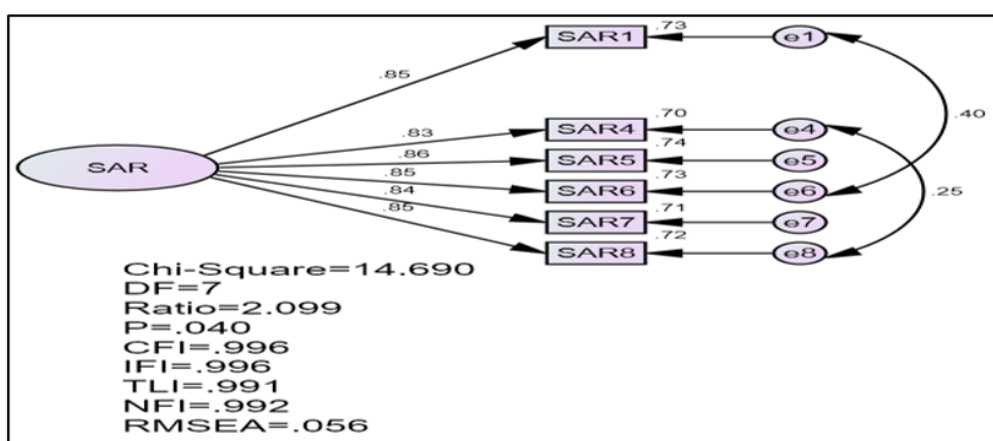 .73
SAR1
e1
.85
.40
.70
SAR4
e4
.83
.74
SAR
.86
SAR5
e5
.85
.73
SAR6
e6
.25
.84
.71
SAR7
e7
.85
.72
SAR8
e8
Chi-Square=14.690
DF=7
Ratio=2.099
P=.040
CFI=.996
IFI=.996
TLI=.991
NFI=.992
RMSEA=.056